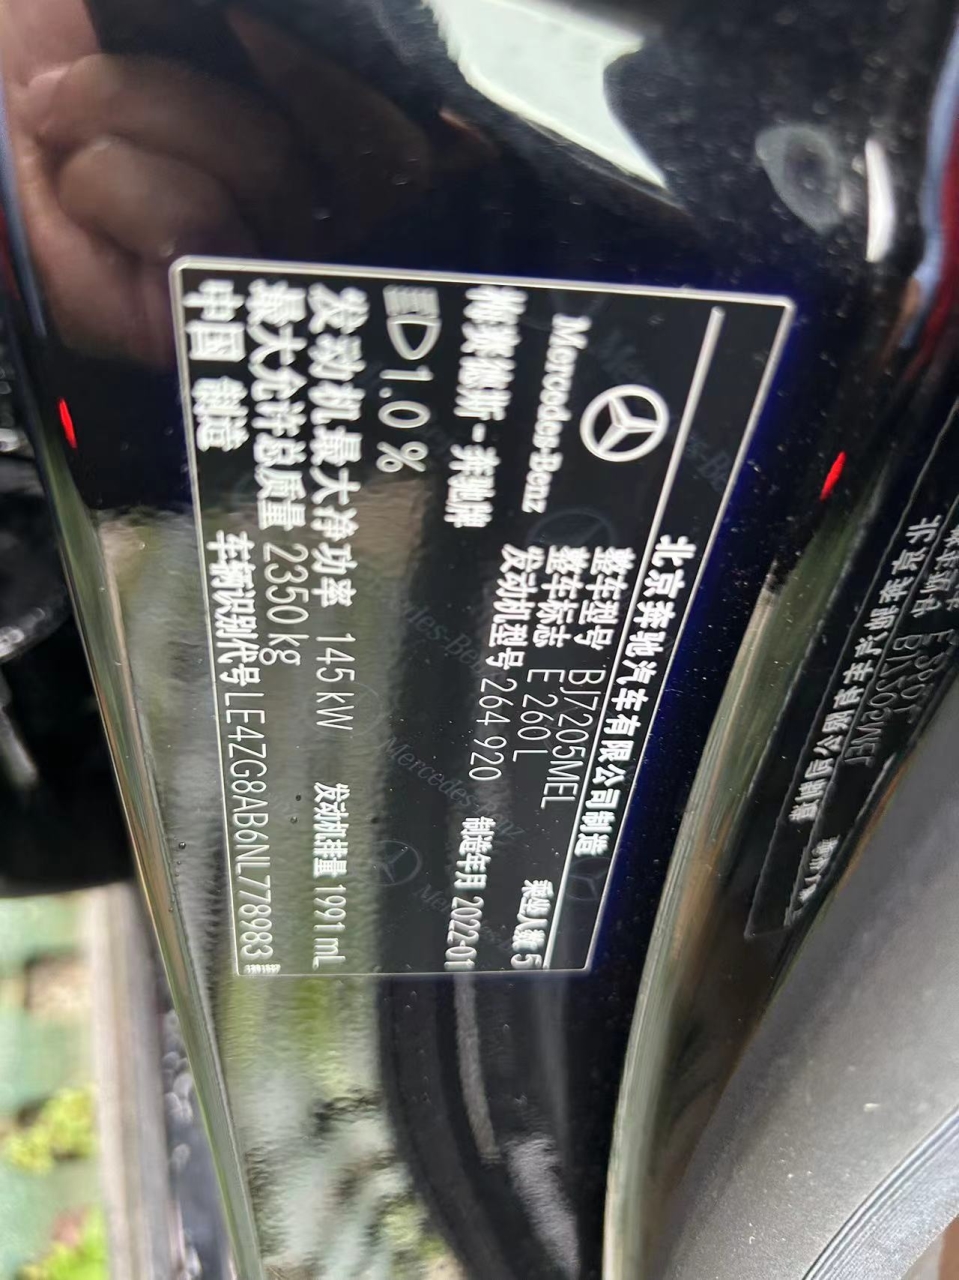 北京奔驰汽车有限公司制造
Mercedes-Benz
梅赛德斯-奔驰牌
整车型号 BJ7205MEL
整车标志 E 260 L 乘坐人数 5
发动机型号 264 920 制造年月 2022-01
1.0 %
发动机最大净功率 145 kW 发动机排量 1991 mL
最大允许总质量 2350 kg
中国 制造 车辆识别代号 LE4ZG8AB6NL778983